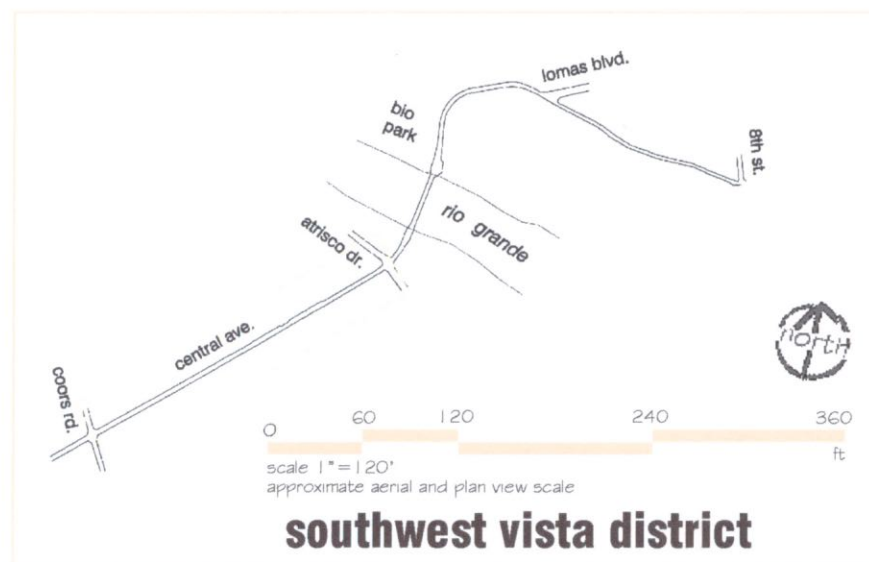 lomas blvd.
bio
park
8th st.
rio grande
atrisco dr.
central ave.
coors rd.
north
0 60 120 240 360
ft
scale 1"=120'
approximate aerial and plan view scale
southwest vista district